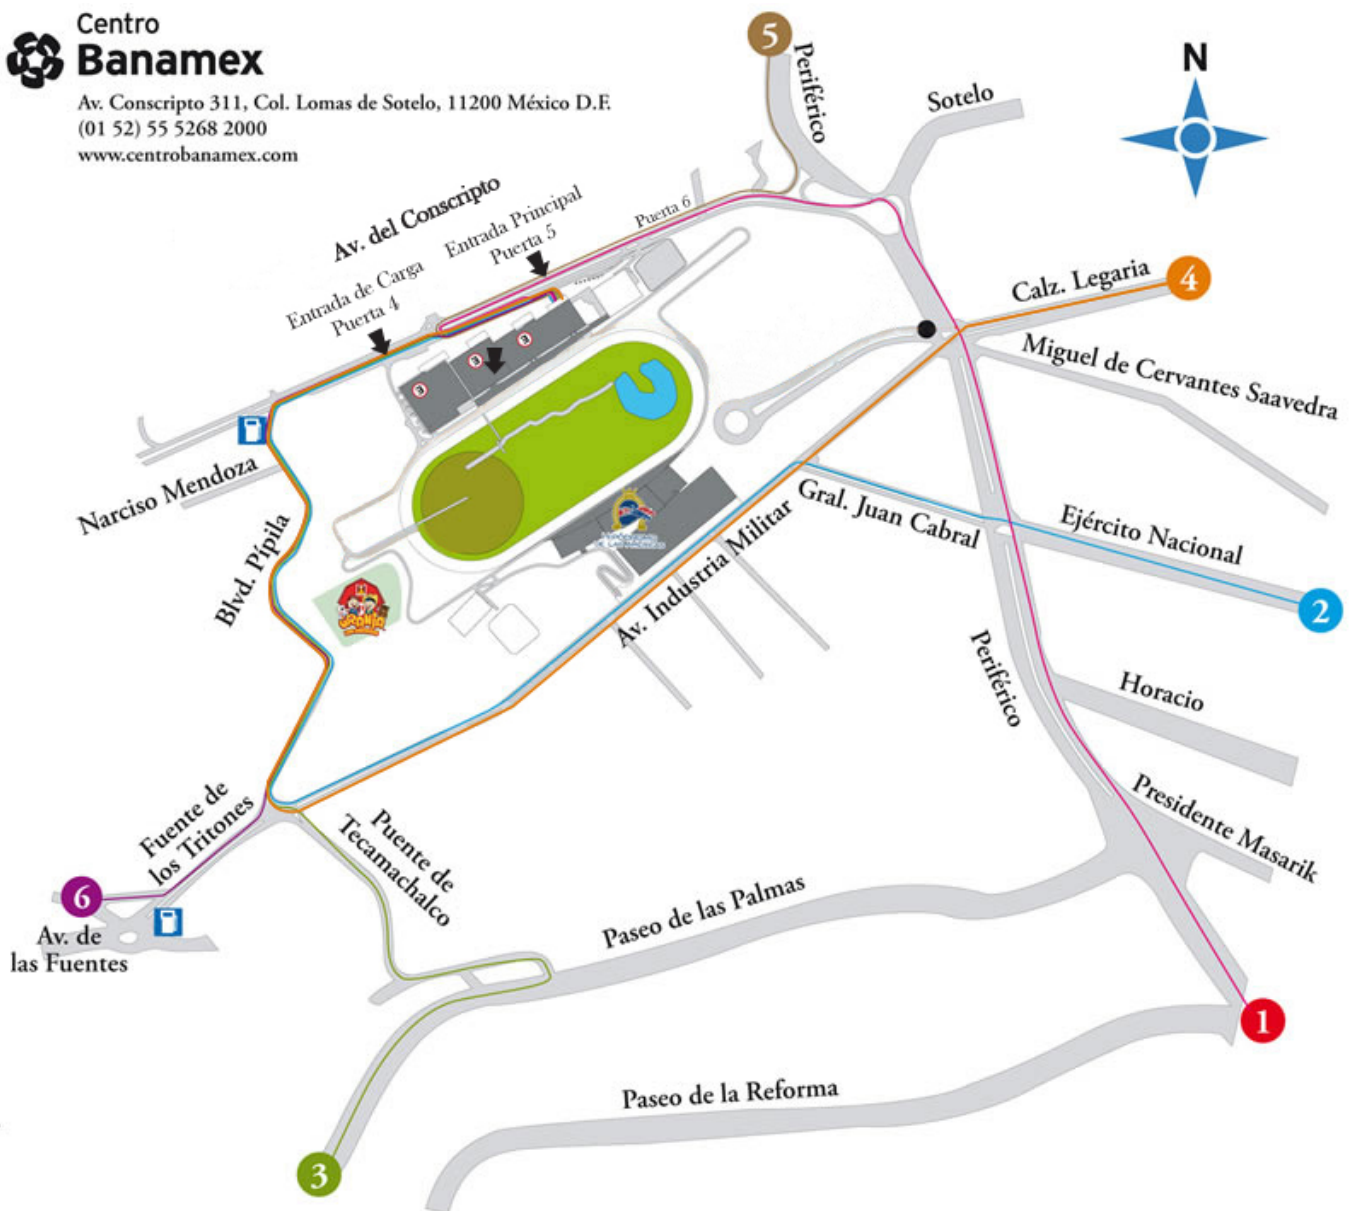 Centro
Banamex
Av. Conscripto 311, Col. Lomas de Sotelo, 11200 México D.F.
(01 52) 55 5268 2000
www.centrobanamex.com
5
Periférico
Sotelo
N
Av. del Conscripto
Entrada Principal
Puerta 5
Puerta 6
Entrada de Carga
Puerta 4
Calz. Legaria
4
Miguel de Cervantes Saavedra
Narciso Mendoza
Blvd. Pípila
Gral. Juan Cabral
Ejército Nacional
2
Av. Industria Militar
GRANJA
Periférico
Horacio
Presidente Masarik
Fuente de
los Tritones
Puente de
Tecamachalco
6
Av. de
las Fuentes
Paseo de las Palmas
1
Paseo de la Reforma
3